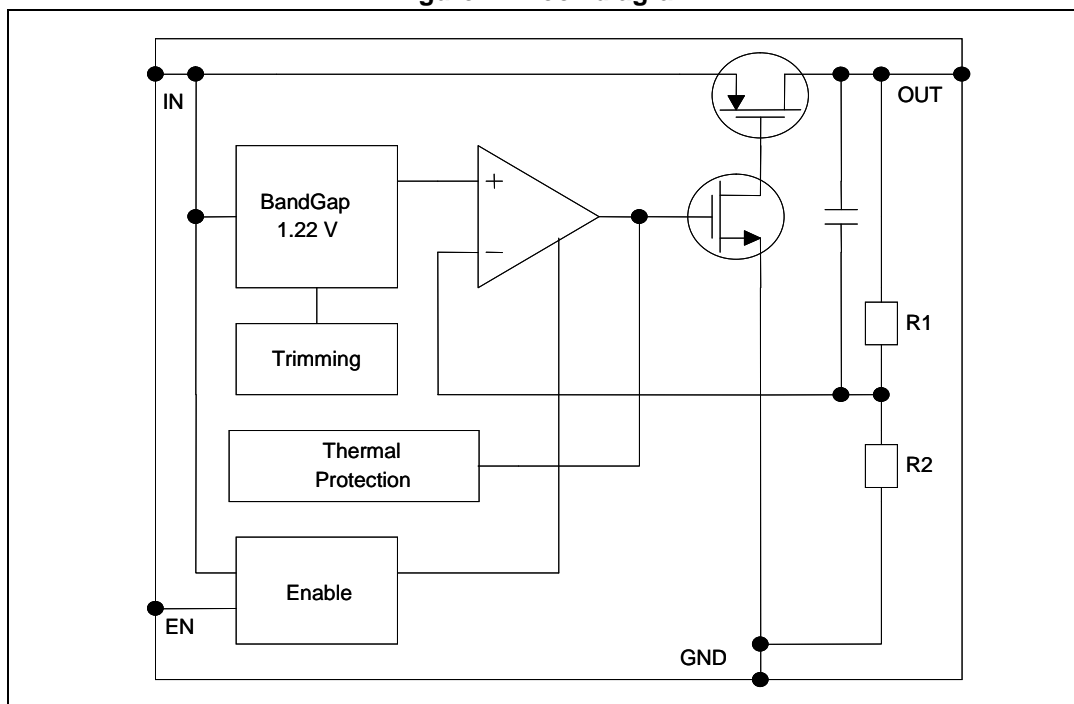 IN
OUT
BandGap
1.22 V
+
−
R1
Trimming
Thermal
Protection
R2
Enable
EN
GND